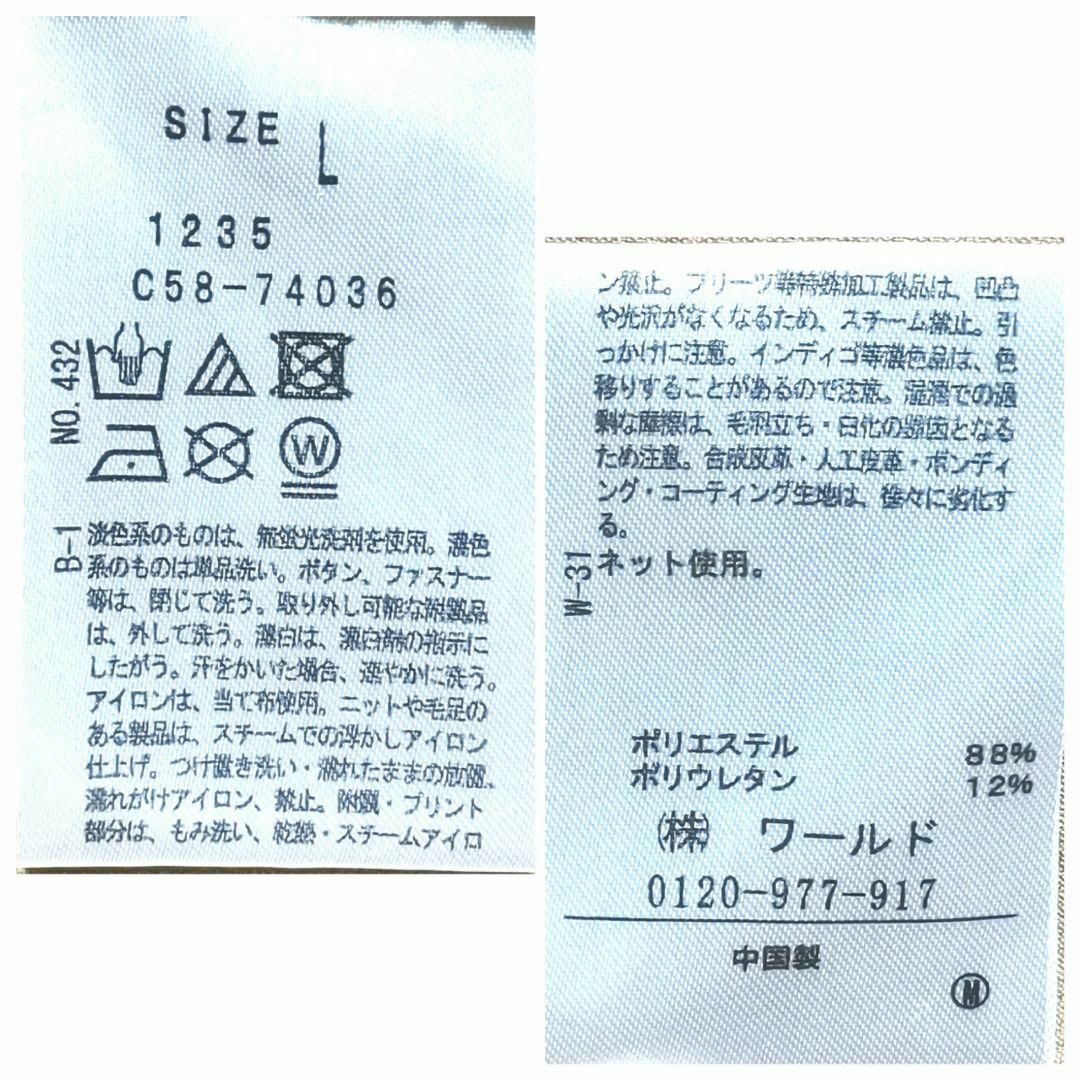 SIZE L
1235
C58-74036
NO.432
W
B-1
淡色系のものは、無蛍光洗剤を使用。濃色
系のものは単品洗い。ボタン、ファスナー
等は、閉じて洗う。取り外し可能な附属品
は、外して洗う。漂白は、漂白剤の指示に
したがう。汗をかいた場合、速やかに洗う。
アイロンは、当て布使用。ニットや毛足の
ある製品は、スチームでの浮かしアイロン
仕上げ。つけ置き洗い・濡れたままの放置、
濡れがけアイロン、禁止。附属・プリント
部分は、もみ洗い、乾燥・スチームアイロ
ン禁止。プリーツ等特殊加工製品は、凹凸
や光沢がなくなるため、スチーム禁止。引
っかけに注意。インディゴ等濃色品は、色
移りすることがあるので注意。湿潤での過
剰な摩擦は、毛羽立ち・白化の原因となる
ため注意。合成皮革・人工皮革・ボンディ
ング・コーティング生地は、徐々に劣化す
る。
W-31
ネット使用。
ポリエステル 88%
ポリウレタン 12%
㈱ ワールド
0120-977-917
中国製
M